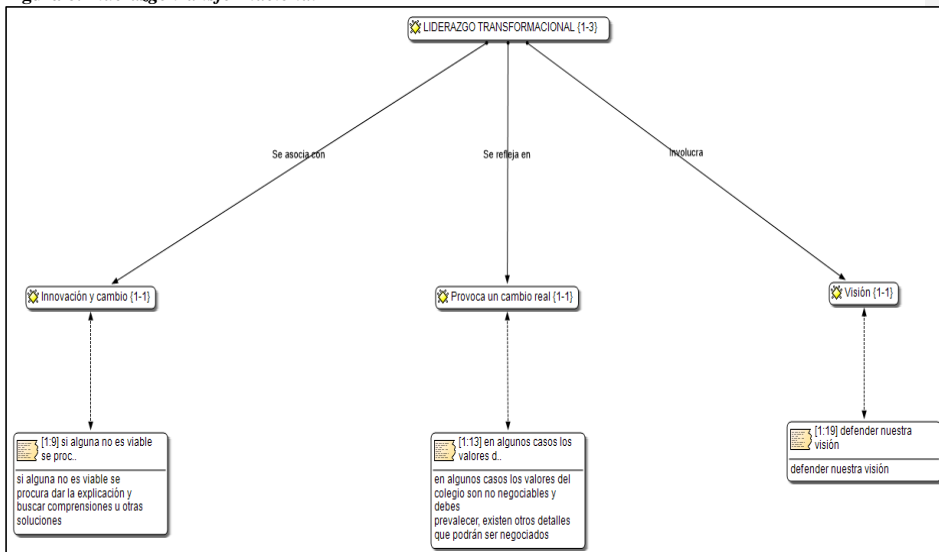 LIDERAZGO TRANSFORMACIONAL {1-3}
Se asocia con
Se refleja en
Involucra
Innovación y cambio {1-1}
Provoca un cambio real {1-1}
Visión {1-1}
[1:9] si alguna no es viable
se proc..
si alguna no es viable se
procura dar la explicación y
buscar comprensiones u otras
soluciones
[1:13] en algunos casos los
valores d..
en algunos casos los valores del
colegio son no negociables y
debes
prevalecer, existen otros detalles
que podrán ser negociados
[1:19] defender nuestra
visión
defender nuestra visión